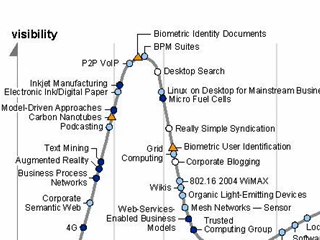 visibility
Biometric Identity Documents
BPM Suites
P2P VoIP
Desktop Search
Inkjet Manufacturing
Electronic Ink/Digital Paper
Linux on Desktop for Mainstream Busine
Micro Fuel Cells
Model-Driven Approaches
Carbon Nanotubes
Podcasting
Really Simple Syndication
Text Mining
Augmented Reality
Business Process
Networks
Grid
Computing
Biometric User Identification
Corporate Blogging
Wikis
802.16 2004 WiMAX
Organic Light-Emitting Devices
Corporate
Semantic Web
Web-Services-
Enabled Business
Models
Mesh Networks — Sensor
Trusted
Computing Group
4G
Loc
Softw